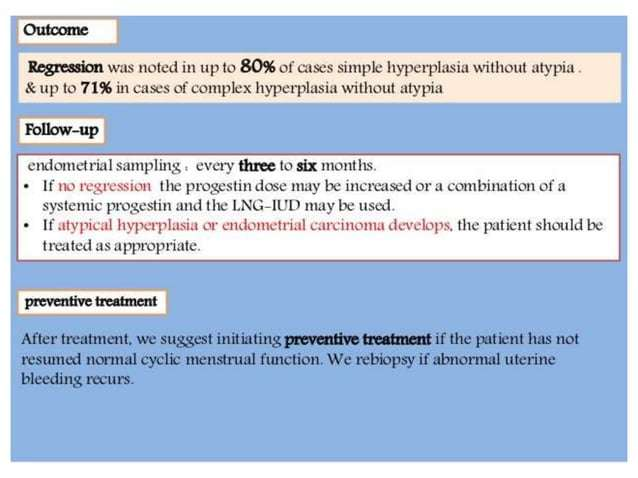 Outcome
Regression was noted in up to 80% of cases simple hyperplasia without atypia .
& up to 71% in cases of complex hyperplasia without atypia
Follow-up
endometrial sampling : every three to six months.
• If no regression the progestin dose may be increased or a combination of a
systemic progestin and the LNG-IUD may be used.
• If atypical hyperplasia or endometrial carcinoma develops, the patient should be
treated as appropriate.
preventive treatment
After treatment, we suggest initiating preventive treatment if the patient has not
resumed normal cyclic menstrual function. We rebiopsy if abnormal uterine
bleeding recurs.